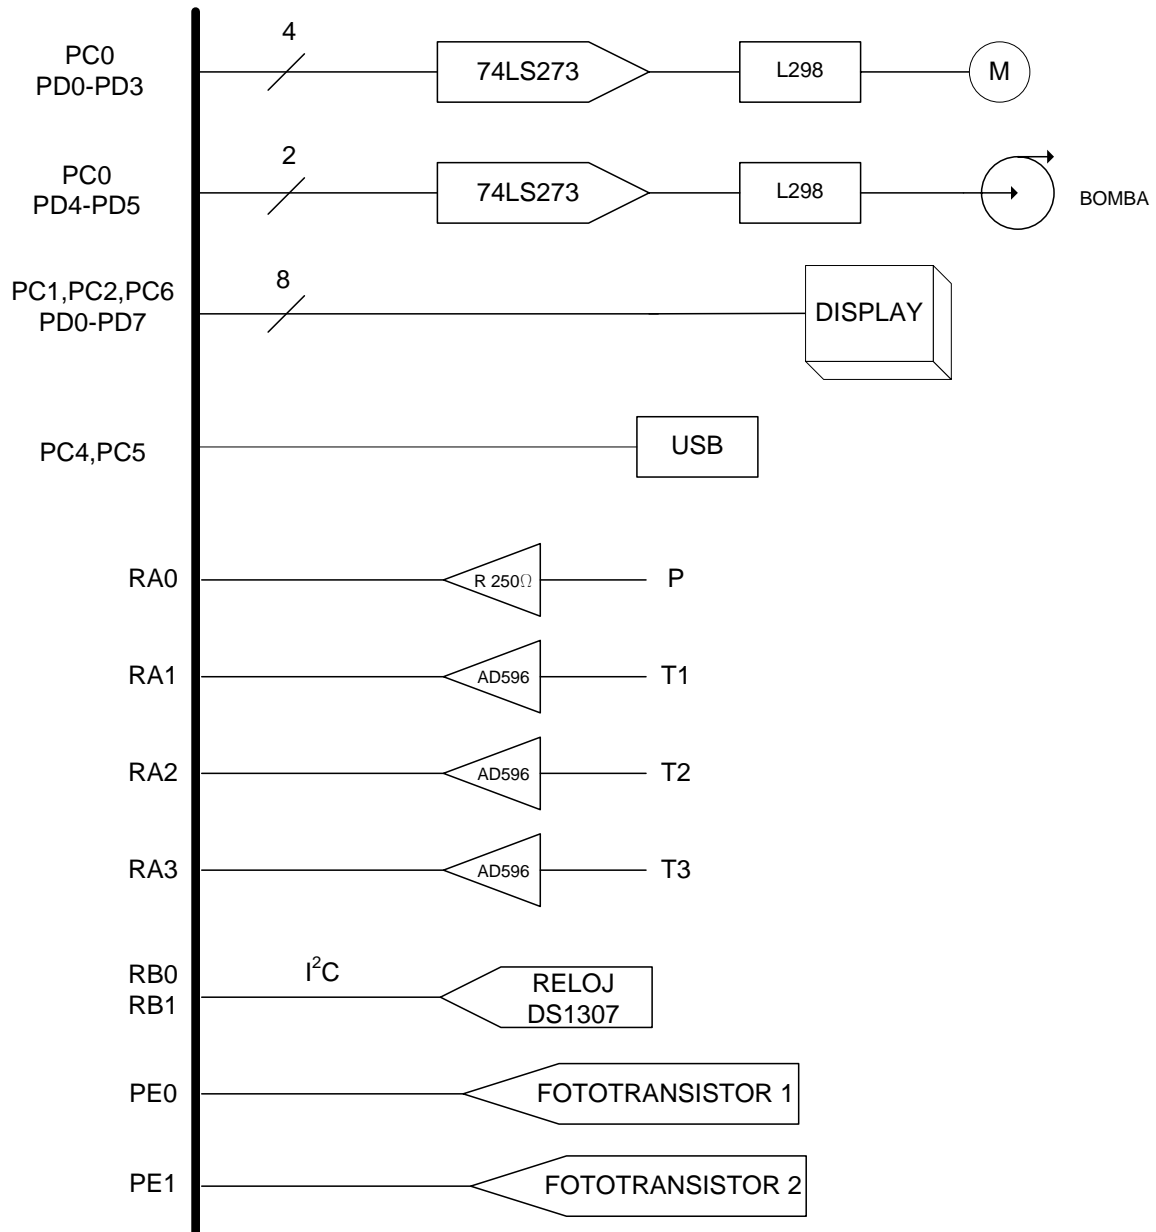 PC0
PD0-PD3
4
74LS273
L298
M
PC0
PD4-PD5
2
74LS273
L298
BOMBA
PC1,PC2,PC6
PD0-PD7
8
DISPLAY
PC4,PC5
USB
RA0
R 250Ω
P
RA1
AD596
T1
RA2
AD596
T2
RA3
AD596
T3
RB0
RB1
I²C
RELOJ
DS1307
PE0
FOTOTRANSISTOR 1
PE1
FOTOTRANSISTOR 2